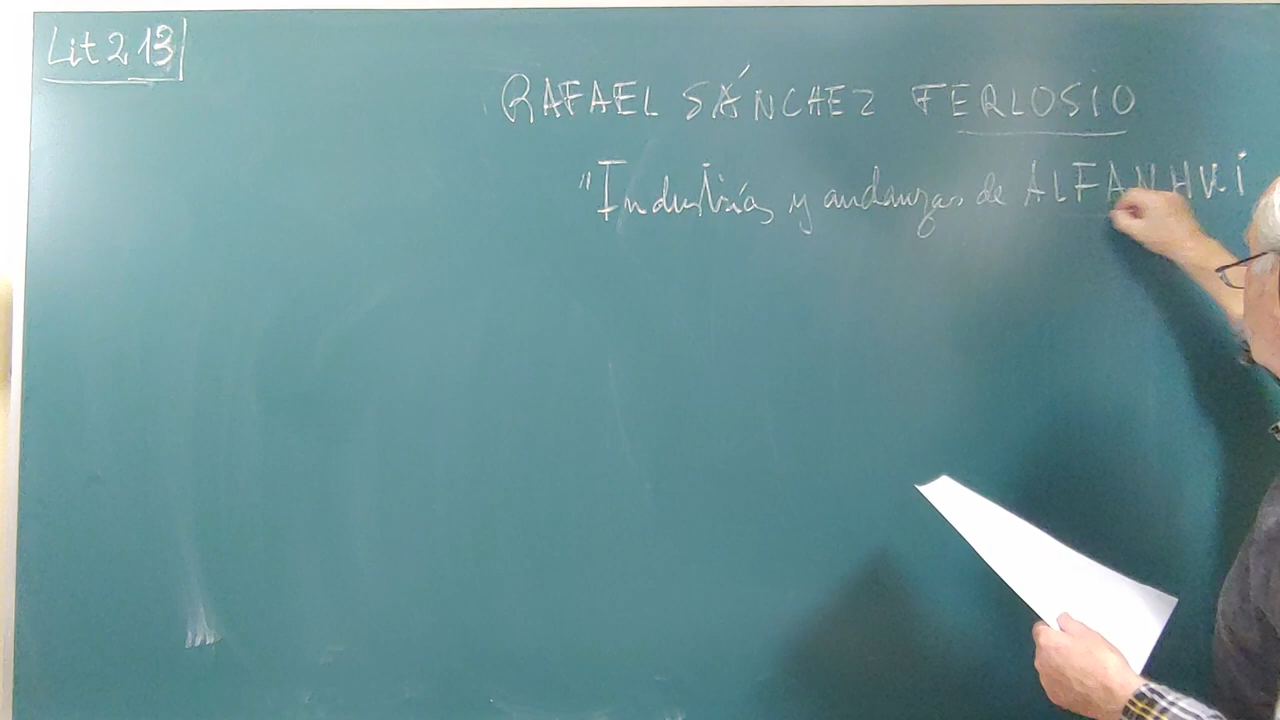 Lit 2 13
RAFAEL SÁNCHEZ FERLOSIO
"Industrias y andanzas de ALFANHUÍ